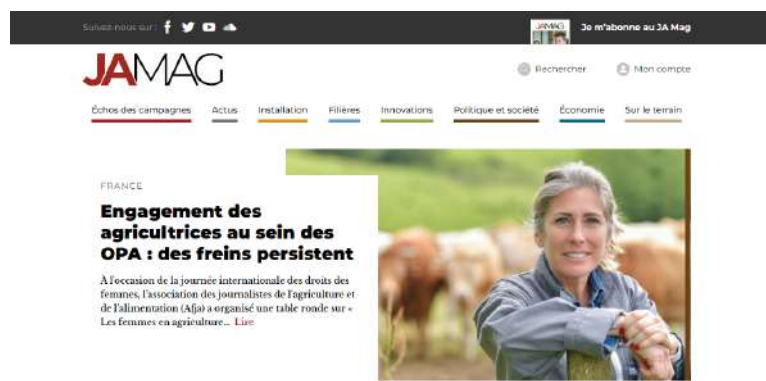 Suivez-nous sur :
JAMAG
Je m'abonne au JA Mag
JAMAG
Rechercher
Mon compte
Échos des campagnes Actus Installation Filières Innovations Politique et société Économie Sur le terrain
FRANCE
Engagement des
agricultrices au sein des
OPA : des freins persistent
À l'occasion de la journée internationale des droits des
femmes, l'association des journalistes de l'agriculture et
de l'alimentation (Afja) a organisé une table ronde sur «
Les femmes en agriculture... Lire